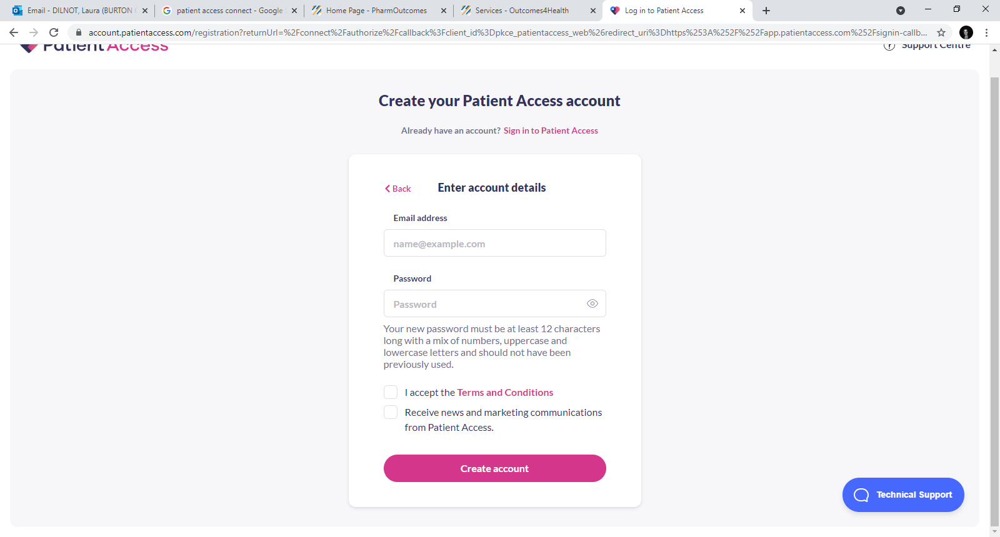 Email - DILNOT, Laura (BURTON
patient access connect - Google
Home Page - PharmOutcomes
Services - Outcomes4Health
Log in to Patient Access
account.patientaccess.com/registration?returnUrl=%2Fconnect%2Fauthorize%2Fcallback%3Fclient_id%3Dpkce_patientaccess_web%26redirect_uri%3Dhttps%253A%252F%252Fapp.patientaccess.com%252Fsignin-callb...
Patient Access
Support Centre
Create your Patient Access account
Already have an account? Sign in to Patient Access
Back
Enter account details
Email address
name@example.com
Password
Password
Your new password must be at least 12 characters
long with a mix of numbers, uppercase and
lowercase letters and should not have been
previously used.
I accept the Terms and Conditions
Receive news and marketing communications
from Patient Access.
Create account
Technical Support